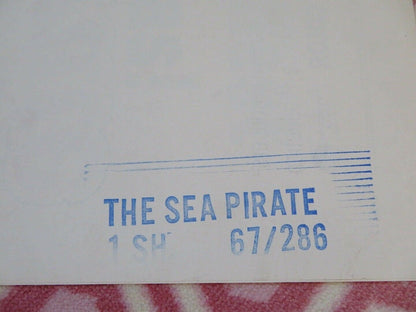 THE SEA PIRATE
1 SH 67/286